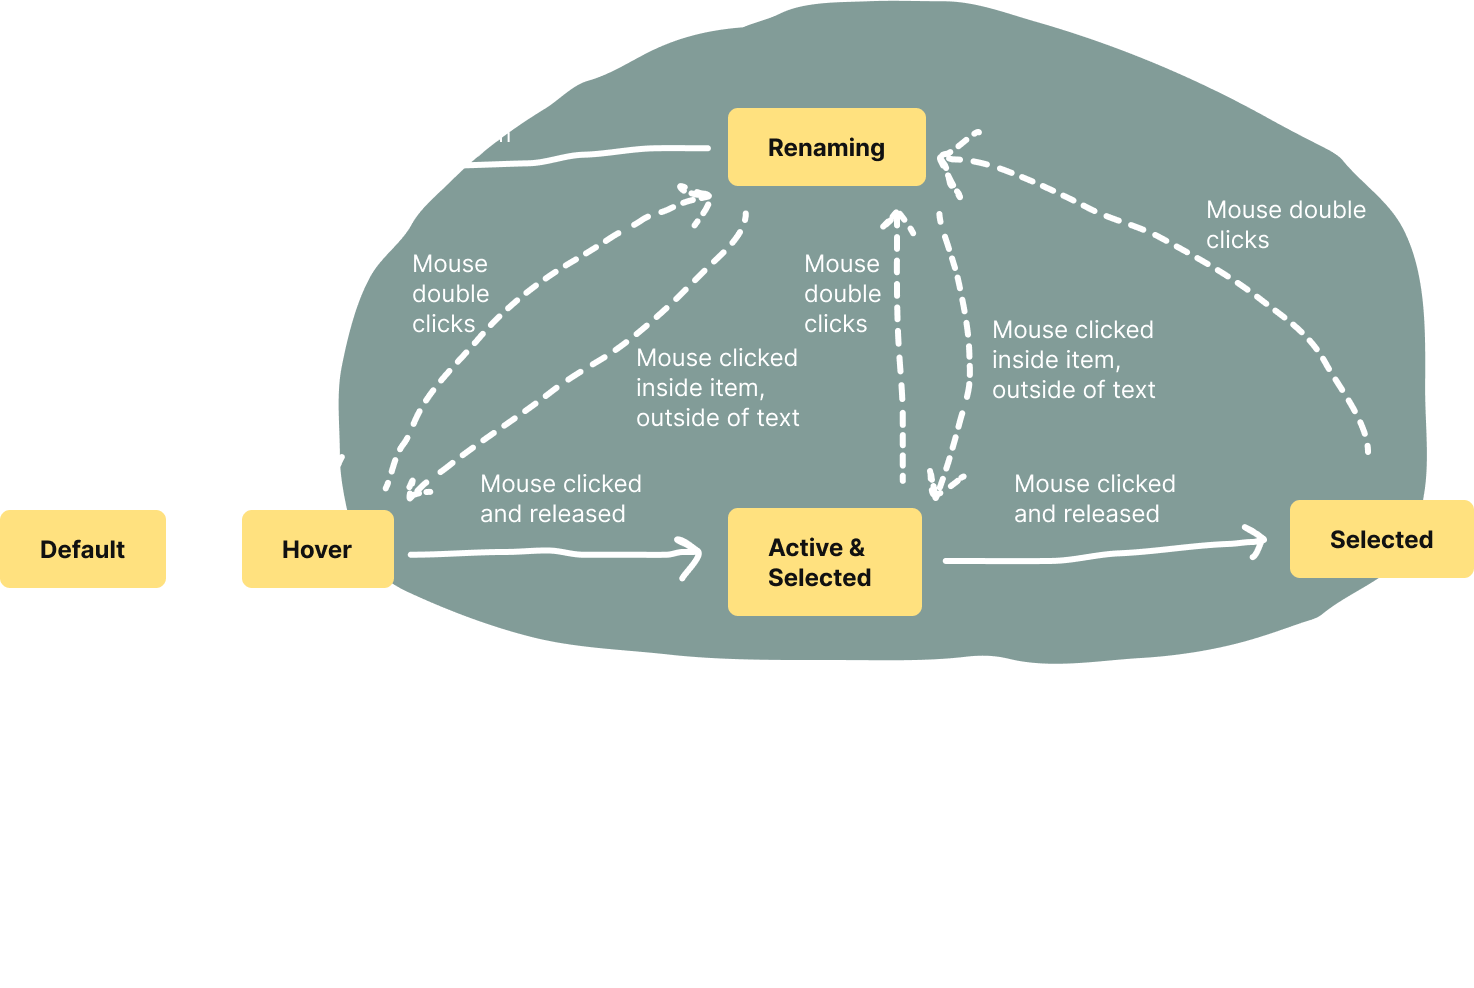 Renaming
Mouse double
clicks
Mouse
double
clicks
Mouse
double
clicks
Mouse clicked
inside item,
outside of text
Mouse clicked
inside item,
outside of text
Mouse clicked
and released
Mouse clicked
and released
Default
Hover
Active &
Selected
Selected